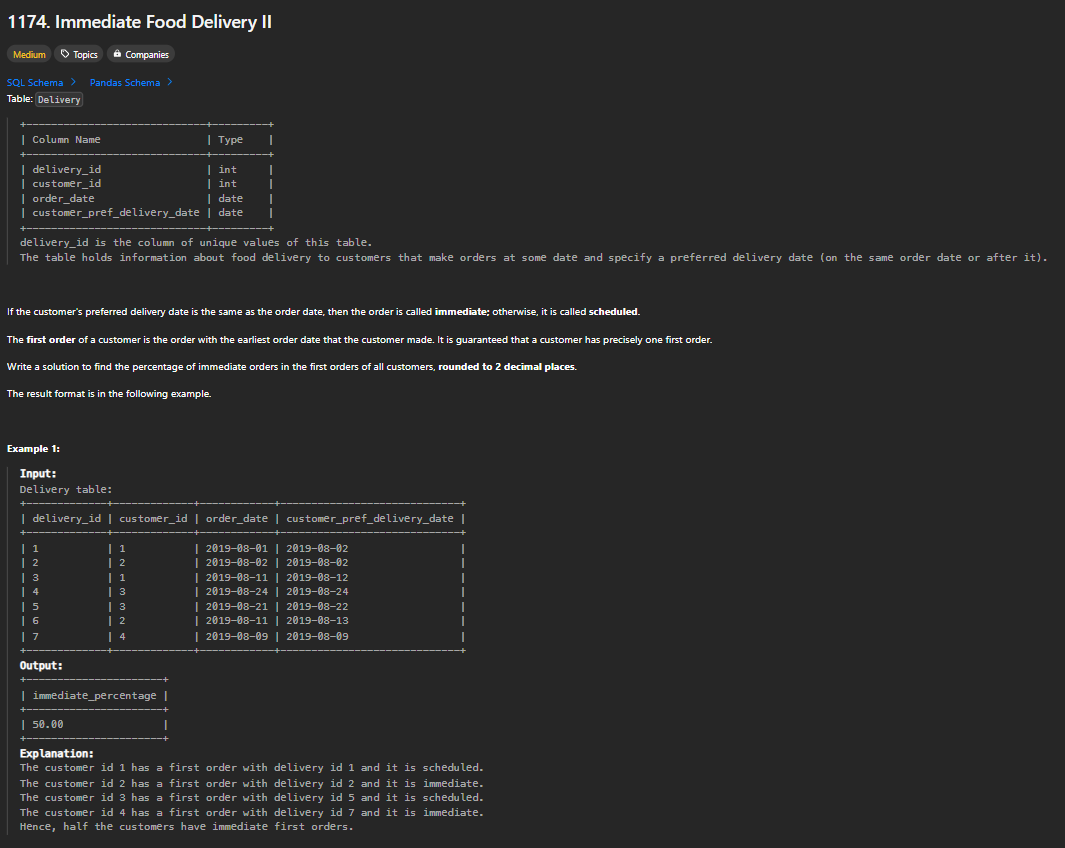 1174. Immediate Food Delivery II
Medium Topics Companies
SQL Schema > Pandas Schema >
Table: Delivery
+-----------------------------+---------+
| Column Name                 | Type    |
+-----------------------------+---------+
| delivery_id                 | int     |
| customer_id                 | int     |
| order_date                  | date    |
| customer_pref_delivery_date | date    |
+-----------------------------+---------+
delivery_id is the column of unique values of this table.
The table holds information about food delivery to customers that make orders at some date and specify a preferred delivery date (on the same order date or after it).
If the customer's preferred delivery date is the same as the order date, then the order is called immediate; otherwise, it is called scheduled.
The first order of a customer is the order with the earliest order date that the customer made. It is guaranteed that a customer has precisely one first order.
Write a solution to find the percentage of immediate orders in the first orders of all customers, rounded to 2 decimal places.
The result format is in the following example.
Example 1:
Input:
Delivery table:
+-------------+-------------+------------+-----------------------------+
| delivery_id | customer_id | order_date | customer_pref_delivery_date |
+-------------+-------------+------------+-----------------------------+
| 1           | 1           | 2019-08-01 | 2019-08-02                  |
| 2           | 2           | 2019-08-02 | 2019-08-02                  |
| 3           | 1           | 2019-08-11 | 2019-08-12                  |
| 4           | 3           | 2019-08-24 | 2019-08-24                  |
| 5           | 3           | 2019-08-21 | 2019-08-22                  |
| 6           | 2           | 2019-08-11 | 2019-08-13                  |
| 7           | 4           | 2019-08-09 | 2019-08-09                  |
+-------------+-------------+------------+-----------------------------+
Output:
+----------------------+
| immediate_percentage |
+----------------------+
| 50.00                |
+----------------------+
Explanation:
The customer id 1 has a first order with delivery id 1 and it is scheduled.
The customer id 2 has a first order with delivery id 2 and it is immediate.
The customer id 3 has a first order with delivery id 5 and it is scheduled.
The customer id 4 has a first order with delivery id 7 and it is immediate.
Hence, half the customers have immediate first orders.